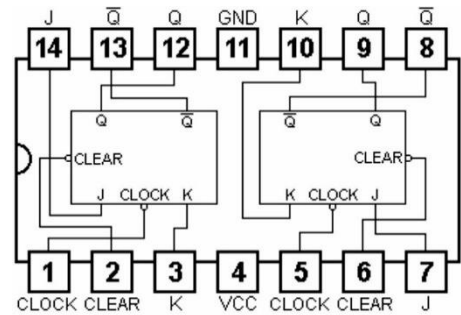 J Q̅ Q GND K Q Q̅
14 13 12 11 10 9 8
Q Q̅ Q̅ Q
CLEAR CLEAR
J CLOCK K K CLOCK J
1 2 3 4 5 6 7
CLOCK CLEAR K VCC CLOCK CLEAR J